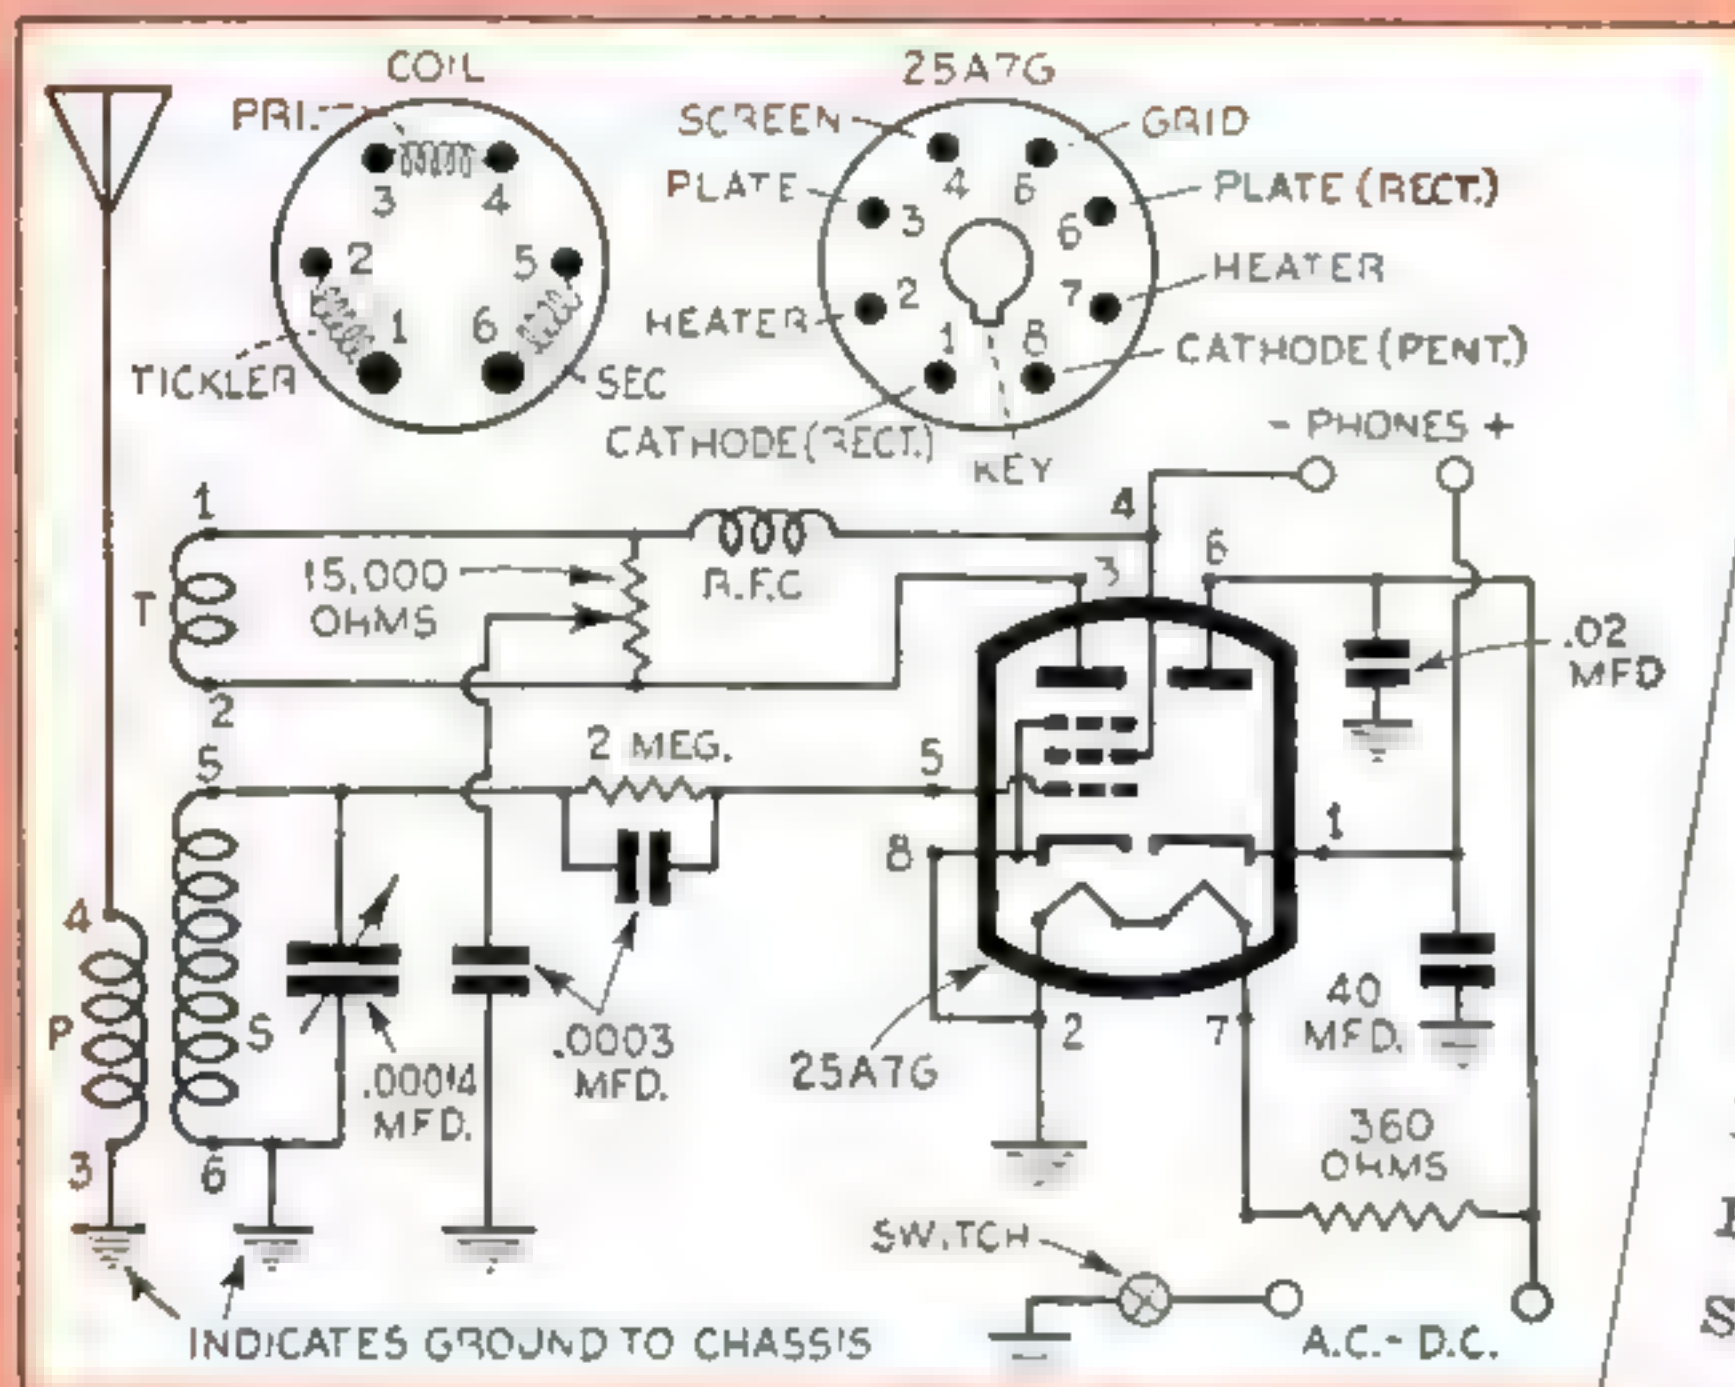 COIL
PRI.
3
4
2
5
1
6
TICKLER
SEC
25A7G
SCREEN
GRID
PLATE
PLATE (RECT.)
HEATER
HEATER
CATHODE (RECT.)
CATHODE (PENT.)
KEY
4
6
3
6
2
7
1
8
- PHONES +
1
15,000
OHMS
R.F.C
4
3
6
T
2
.02
MFD
5
2 MEG.
5
8
1
4
P
S
3
6
.00014
MFD.
.0003
MFD.
25A7G
2
7
40
MFD.
360
OHMS
SWITCH
A.C. - D.C.
INDICATES GROUND TO CHASSIS